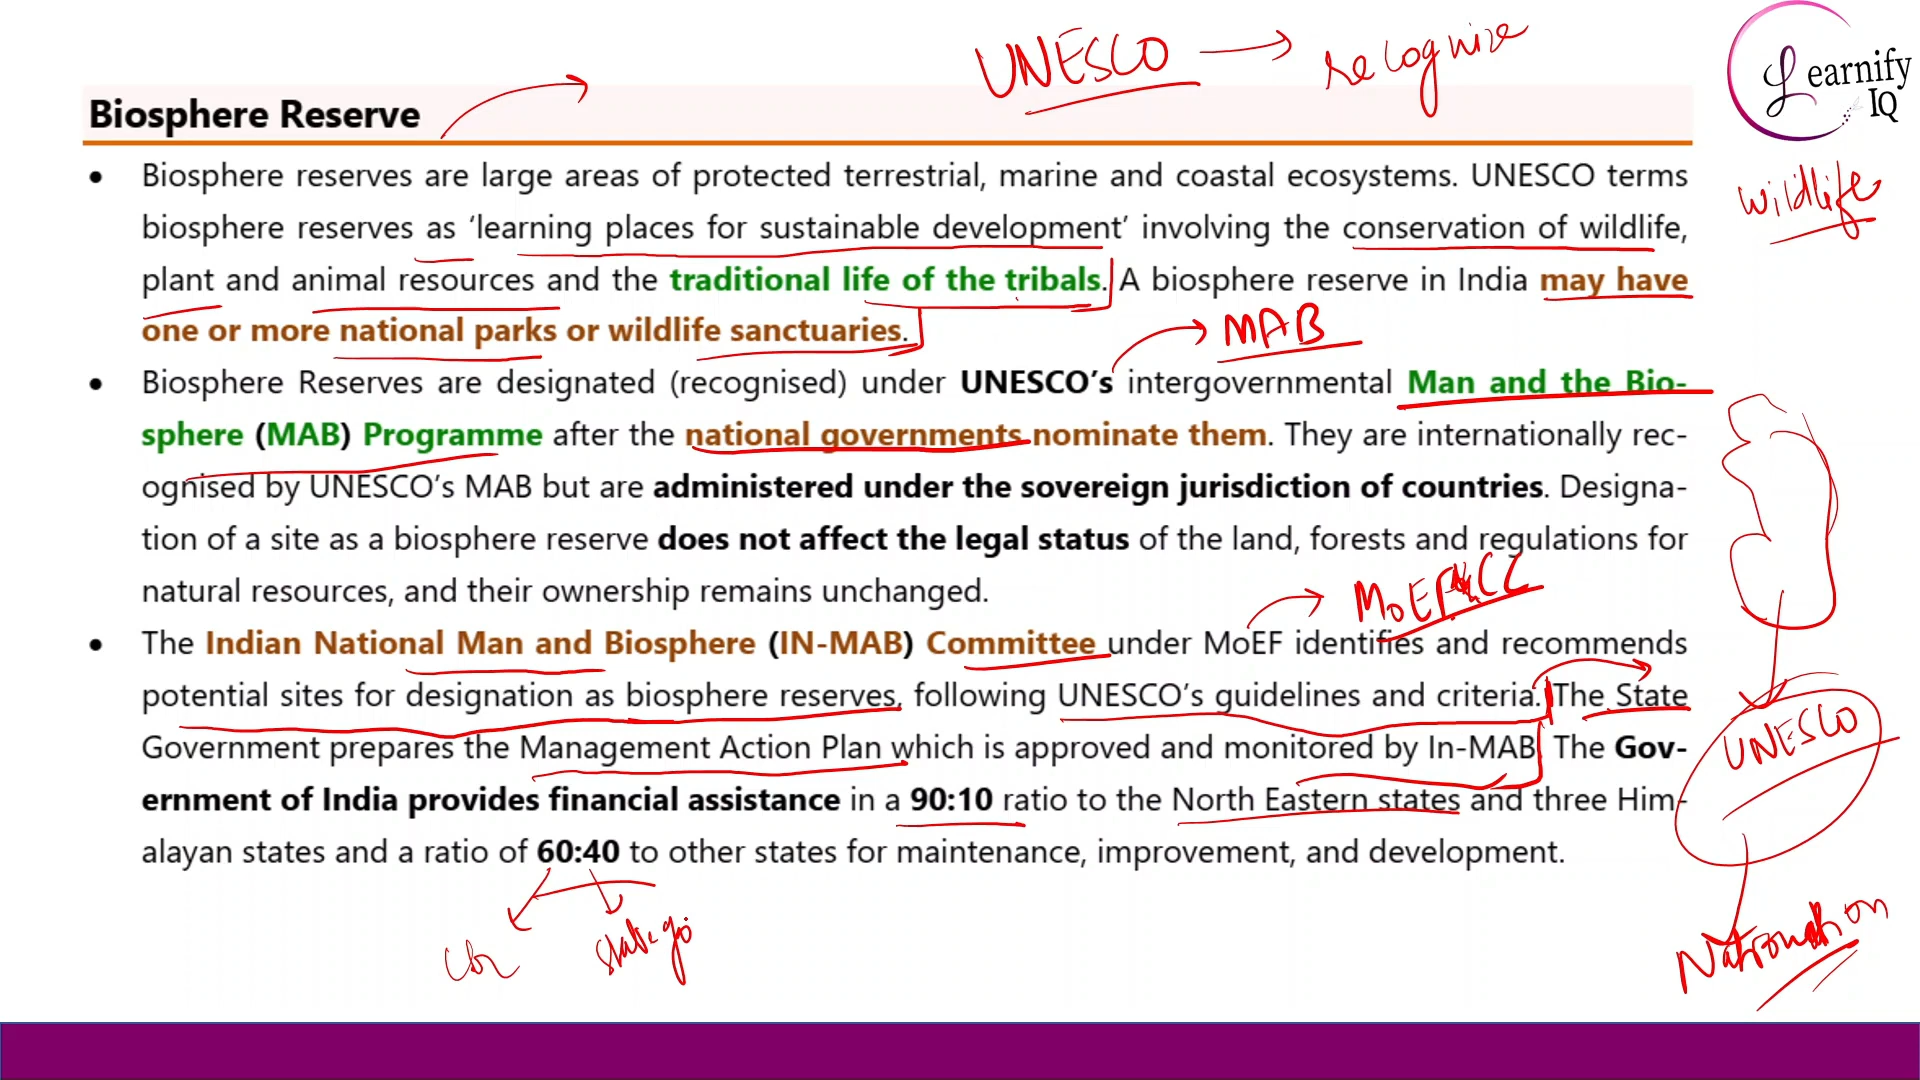 UNESCO → recognize
Learnify
IQ
Biosphere Reserve
• Biosphere reserves are large areas of protected terrestrial, marine and coastal ecosystems. UNESCO terms
wildlife
biosphere reserves as ‘learning places for sustainable development’ involving the conservation of wildlife,
plant and animal resources and the traditional life of the tribals. A biosphere reserve in India may have
one or more national parks or wildlife sanctuaries.
MAB
• Biosphere Reserves are designated (recognised) under UNESCO’s intergovernmental Man and the Bio-
sphere (MAB) Programme after the national governments nominate them. They are internationally rec-
ognised by UNESCO’s MAB but are administered under the sovereign jurisdiction of countries. Designa-
tion of a site as a biosphere reserve does not affect the legal status of the land, forests and regulations for
natural resources, and their ownership remains unchanged.
• The Indian National Man and Biosphere (IN-MAB) Committee under MoEF identifies and recommends
potential sites for designation as biosphere reserves, following UNESCO’s guidelines and criteria. The State
UNESCO
Government prepares the Management Action Plan which is approved and monitored by In-MAB. The Gov-
ernment of India provides financial assistance in a 90:10 ratio to the North Eastern states and three Him-
alayan states and a ratio of 60:40 to other states for maintenance, improvement, and development.